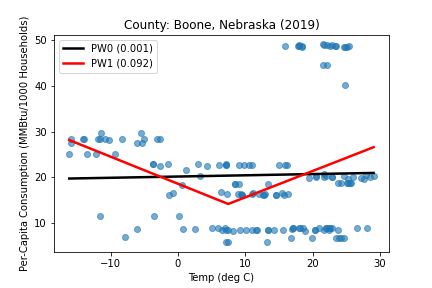 County: Boone, Nebraska (2019)
PW0 (0.001)
PW1 (0.092)
Per-Capita Consumption (MMBtu/1000 Households)
50
40
30
20
10
−10
0
10
20
30
Temp (deg C)